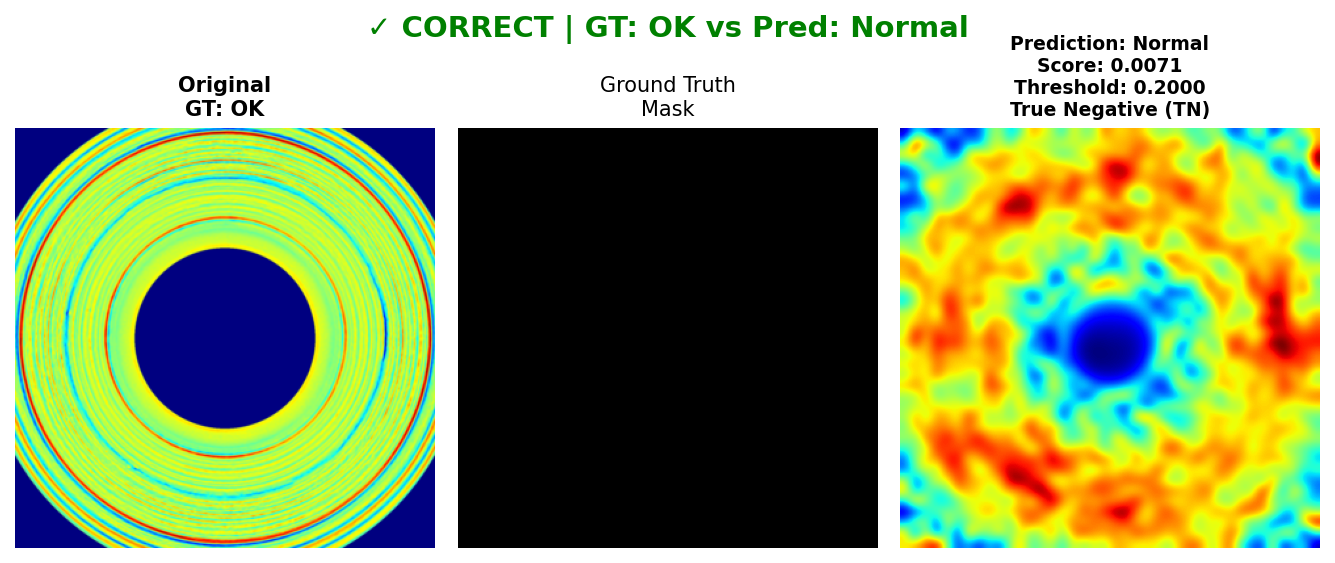 ✓ CORRECT | GT: OK vs Pred: Normal
Original
GT: OK
Ground Truth
Mask
Prediction: Normal
Score: 0.0071
Threshold: 0.2000
True Negative (TN)